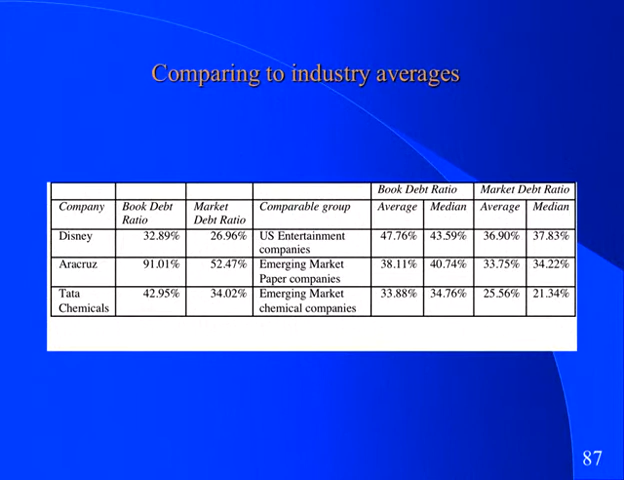 Comparing to industry averages
Book Debt Ratio Market Debt Ratio
Company Book Debt Ratio Market Debt Ratio Comparable group Average Median Average Median
Disney 32.89% 26.96% US Entertainment companies 47.76% 43.59% 36.90% 37.83%
Aracruz 91.01% 52.47% Emerging Market Paper companies 38.11% 40.74% 33.75% 34.22%
Tata Chemicals 42.95% 34.02% Emerging Market chemical companies 33.88% 34.76% 25.56% 21.34%
87